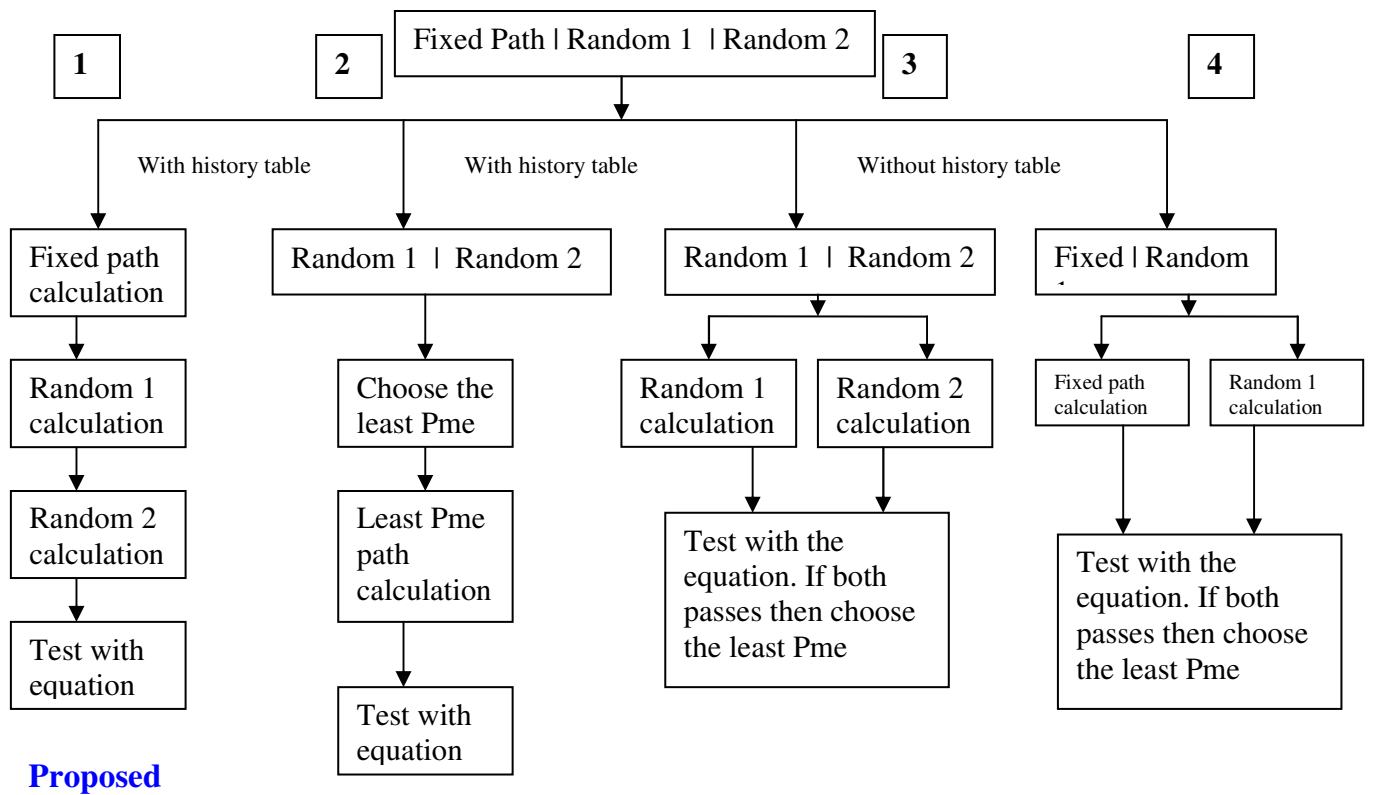 Fixed Path | Random 1 | Random 2
1
2
3
4
With history table
With history table
Without history table
Fixed path
calculation
Random 1 | Random 2
Random 1 | Random 2
Fixed | Random
Random 1
calculation
Choose the
least Pme
Random 1
calculation
Random 2
calculation
Fixed path
calculation
Random 1
calculation
Random 2
calculation
Least Pme
path
calculation
Test with the
equation. If both
passes then choose
the least Pme
Test with the
equation. If both
passes then choose
the least Pme
Test with
equation
Test with
equation
Proposed